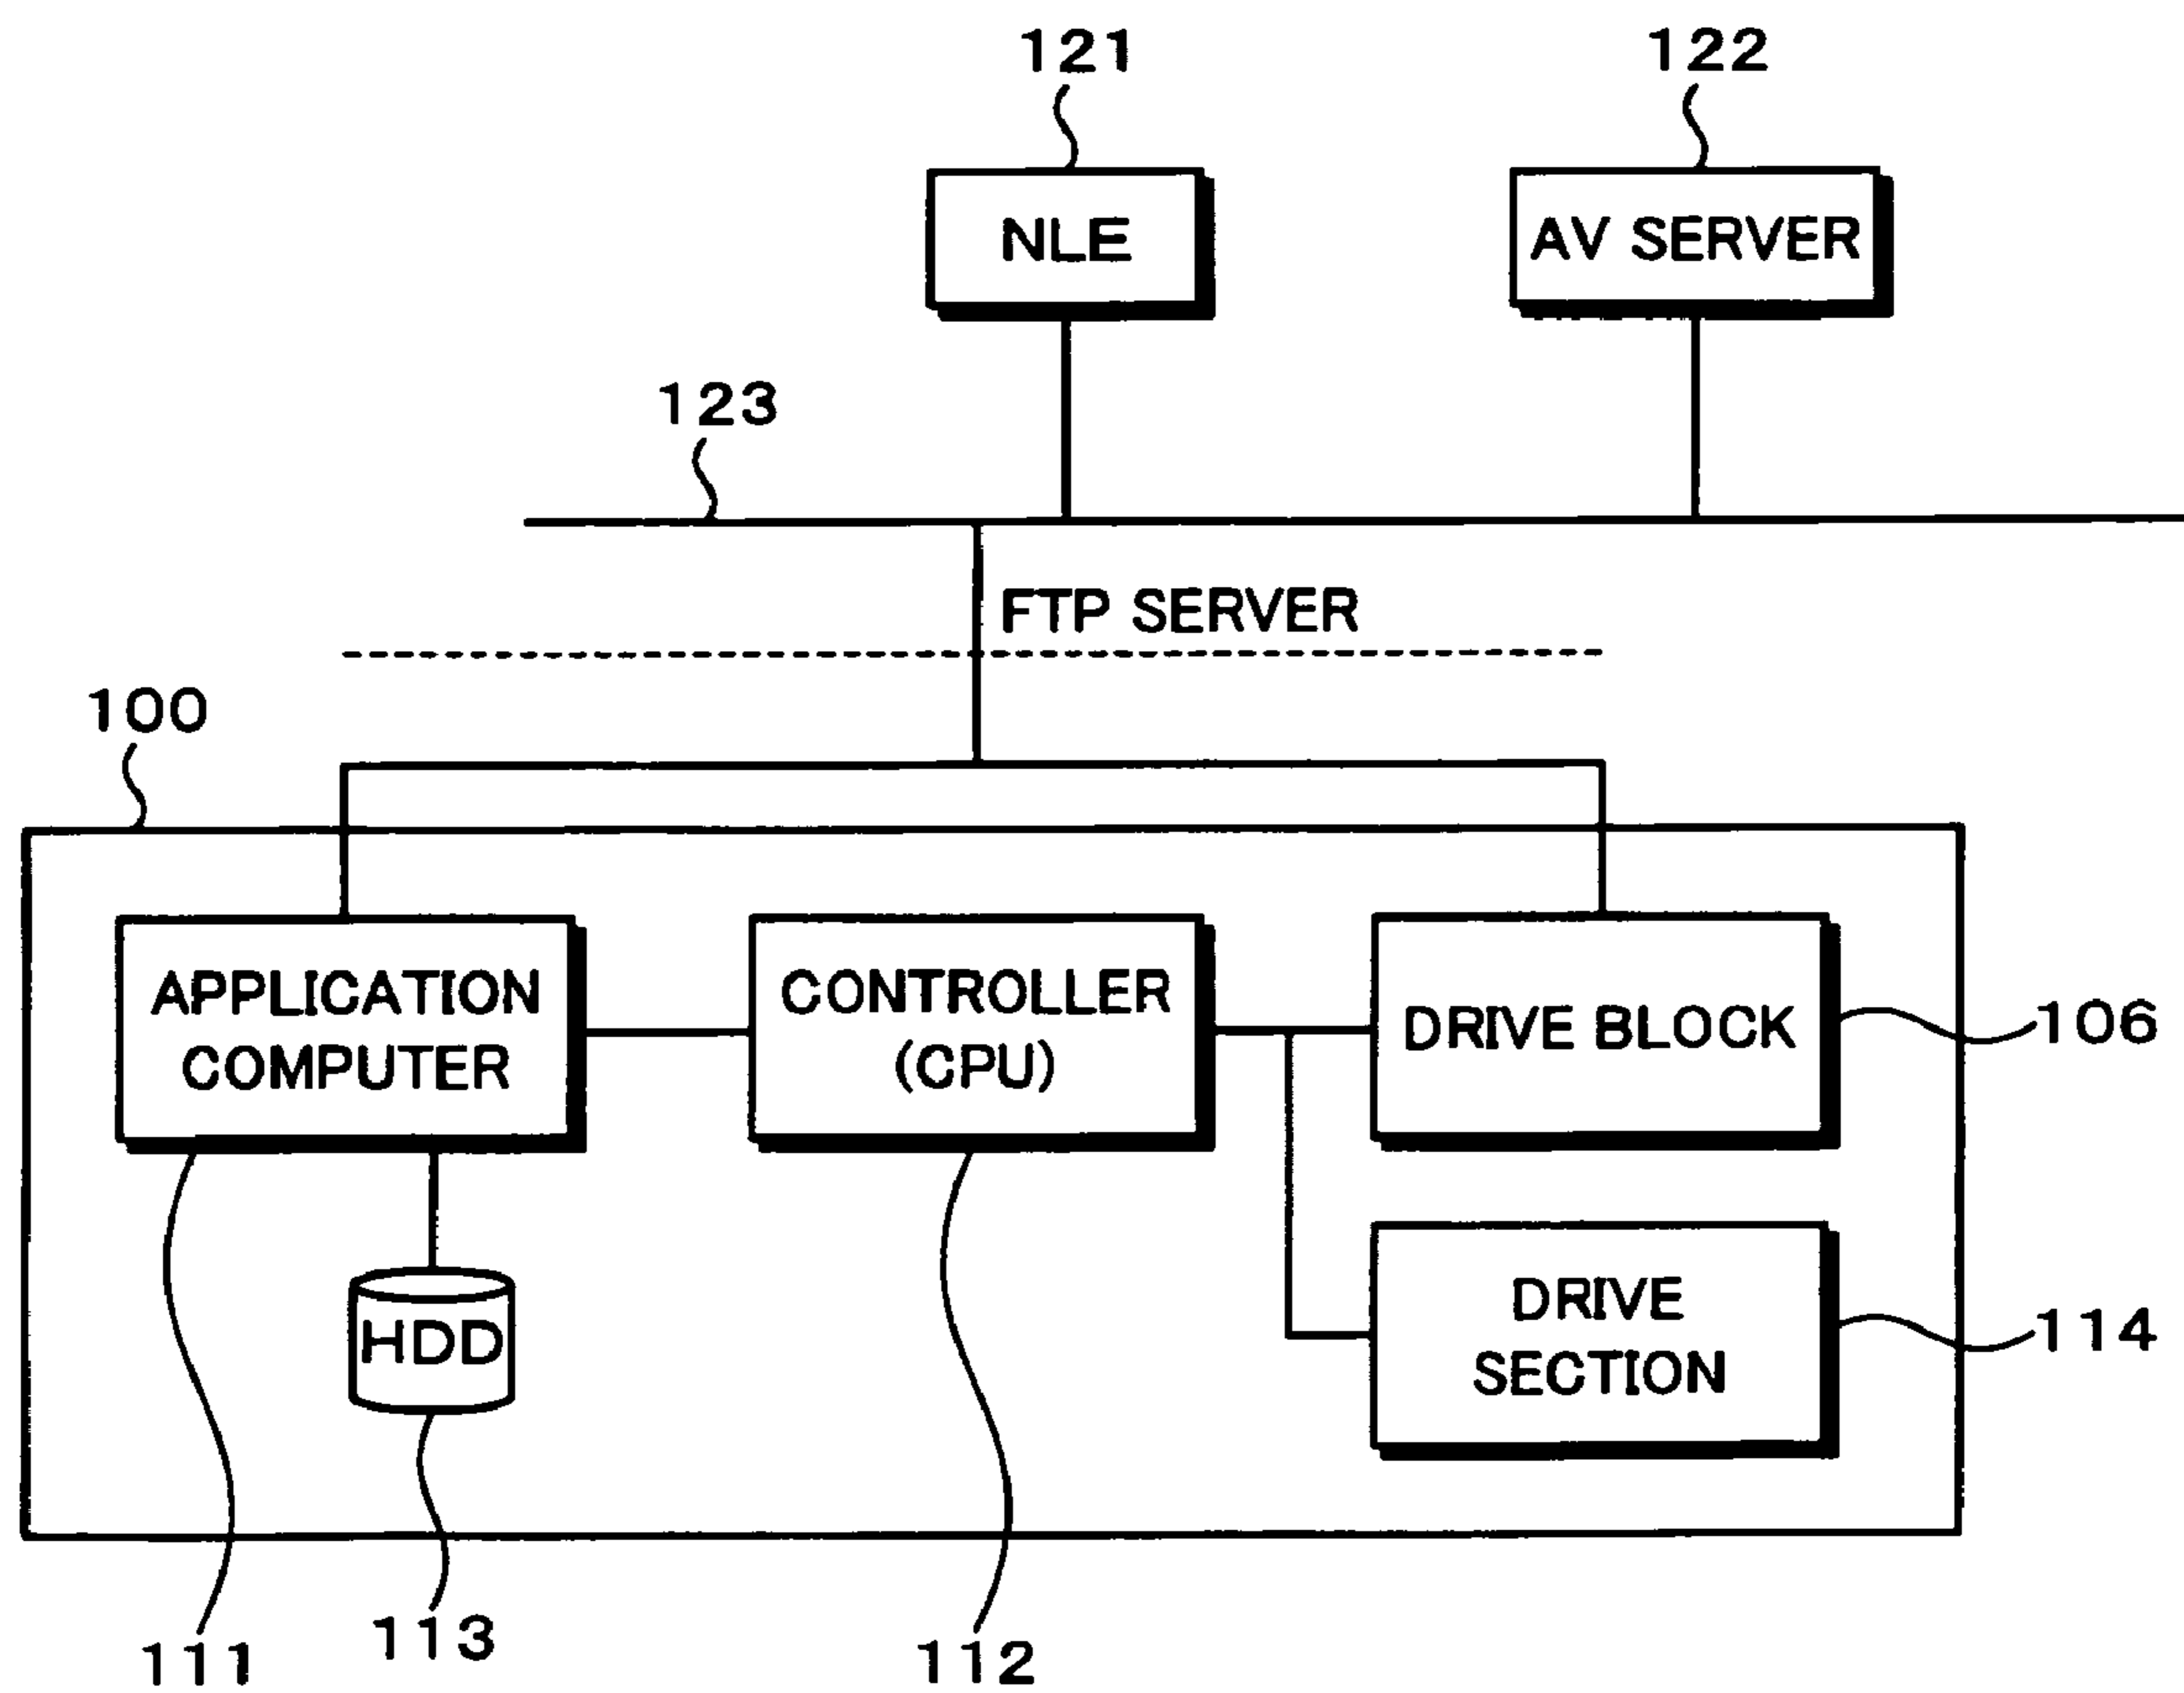 121
122
NLE
AV SERVER
123
FTP SERVER
100
APPLICATION
COMPUTER
CONTROLLER
(CPU)
DRIVE BLOCK
106
HDD
DRIVE
SECTION
114
111
113
112